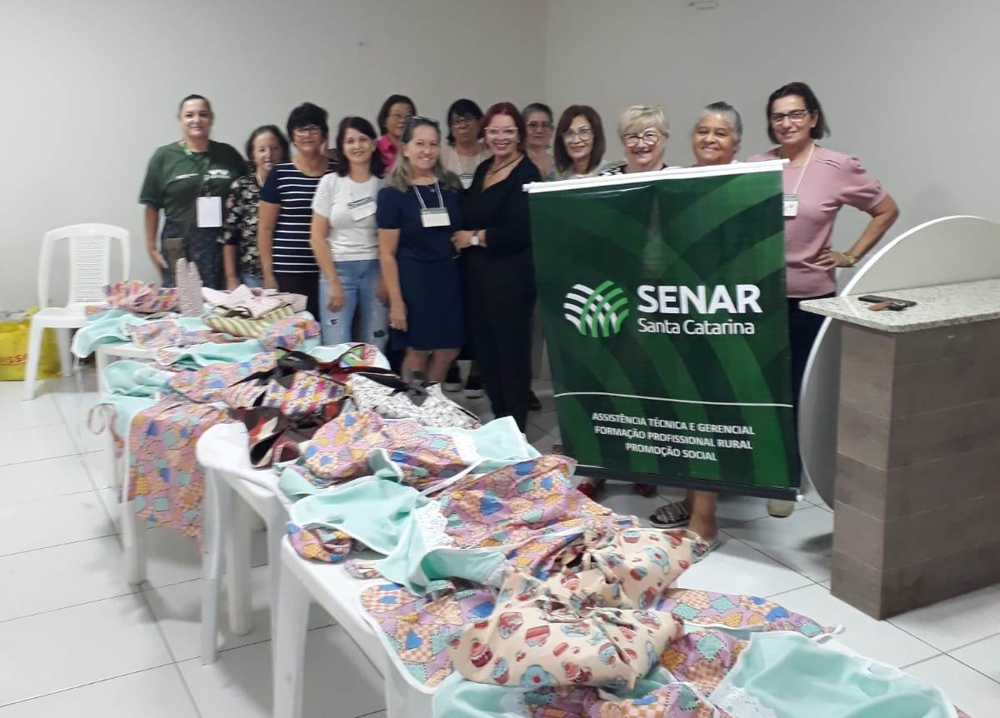 SENAR
Santa Catarina
ASSISTÊNCIA TÉCNICA E GERENCIAL
FORMAÇÃO PROFISSIONAL RURAL
PROMOÇÃO SOCIAL